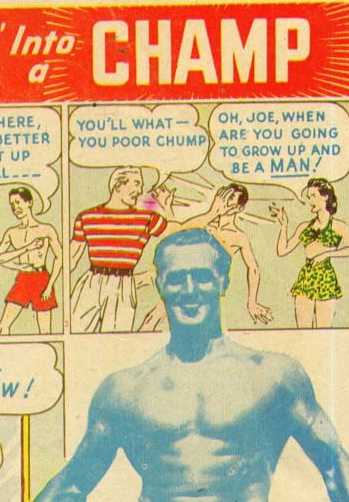 ' Into
a
CHAMP
HERE,
BETTER
T UP
L---
YOU'LL WHAT—
YOU POOR CHUMP
OH, JOE, WHEN
ARE YOU GOING
TO GROW UP AND
BE A MAN!
W!